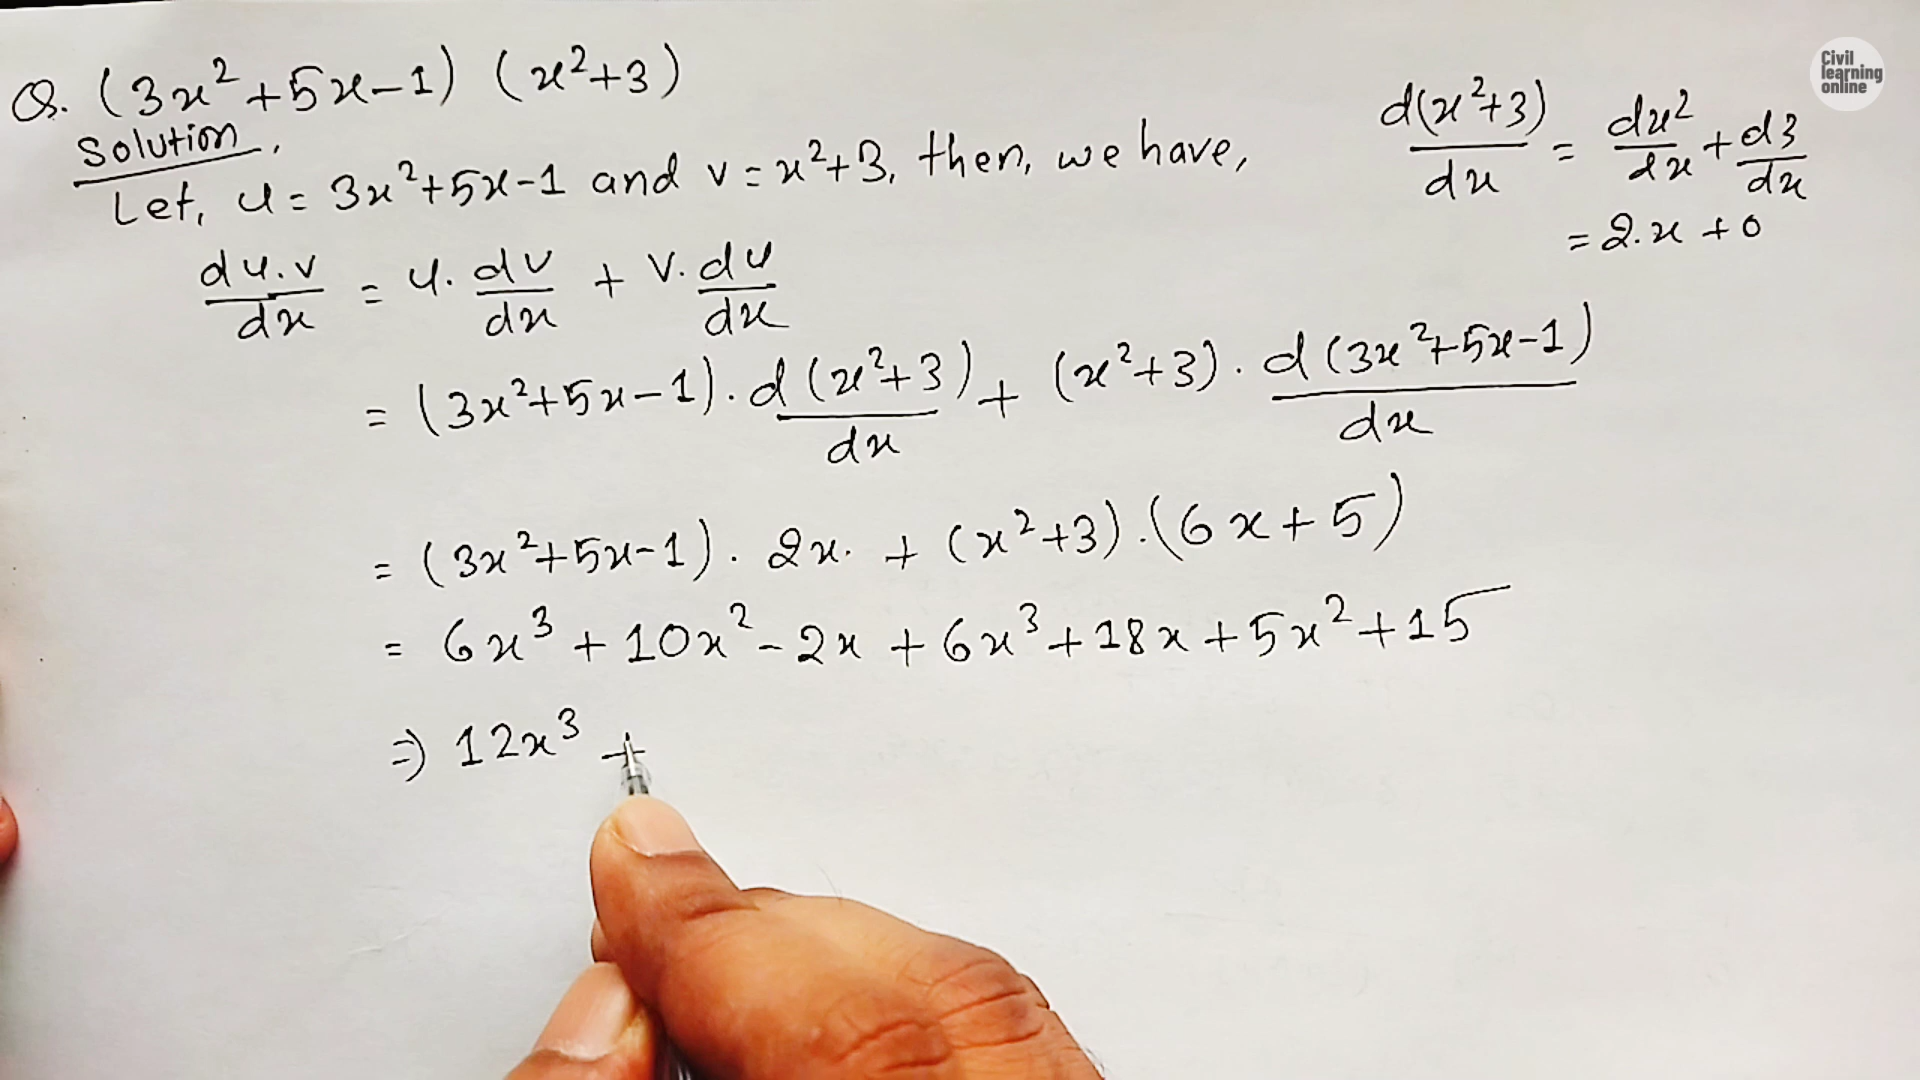 Q. (3x²+5x-1) (x²+3)
Solution,
Let, u = 3x²+5x-1 and v = x²+3, then, we have,
du.v/dx = u. dv/dx + v. du/dx
= (3x²+5x-1). d(x²+3)/dx + (x²+3). d(3x²+5x-1)/dx
= (3x²+5x-1). 2x. + (x²+3).(6x+5)
= 6x³ + 10x² - 2x + 6x³ + 18x + 5x² + 15
⇒ 12x³ +
d(x²+3)/dx = dx²/dx + d3/dx
= 2.x + 0
Civil
learning
online